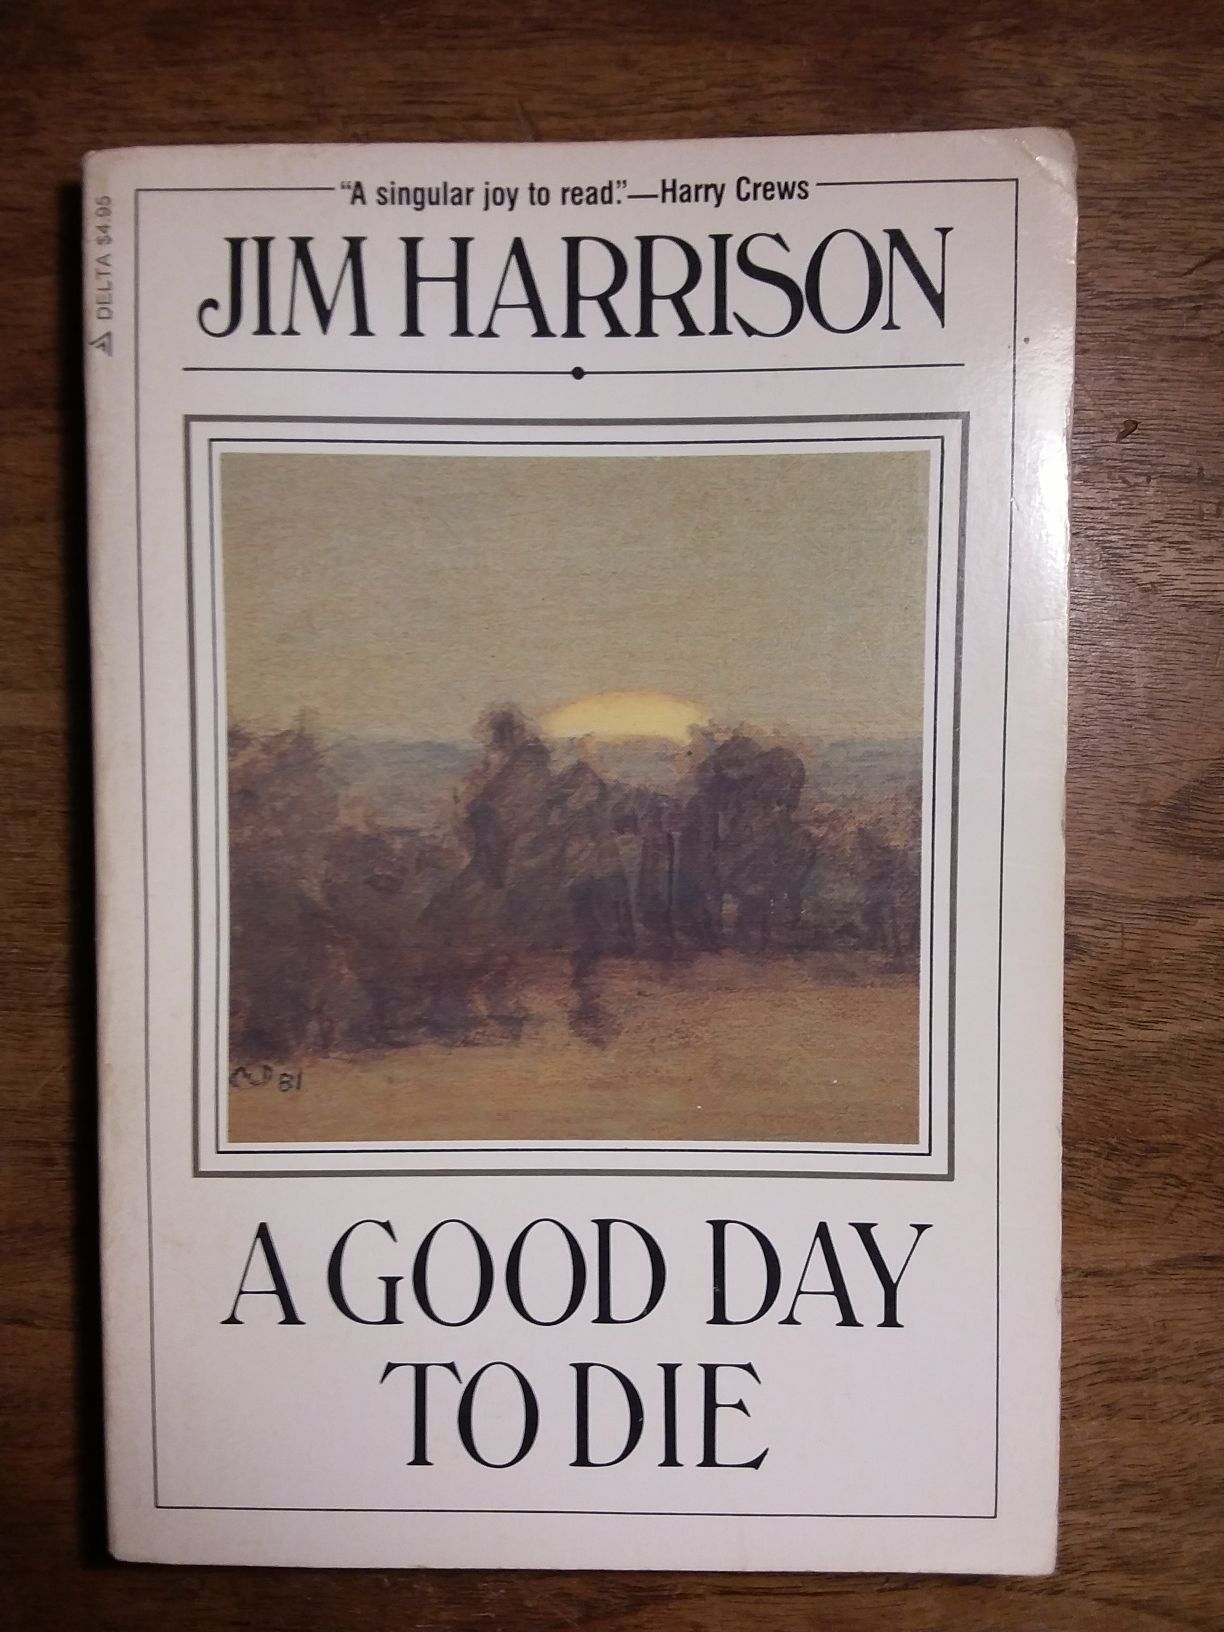 DELTA $4.95
“A singular joy to read.”—Harry Crews
JIM HARRISON
81
A GOOD DAY
TO DIE